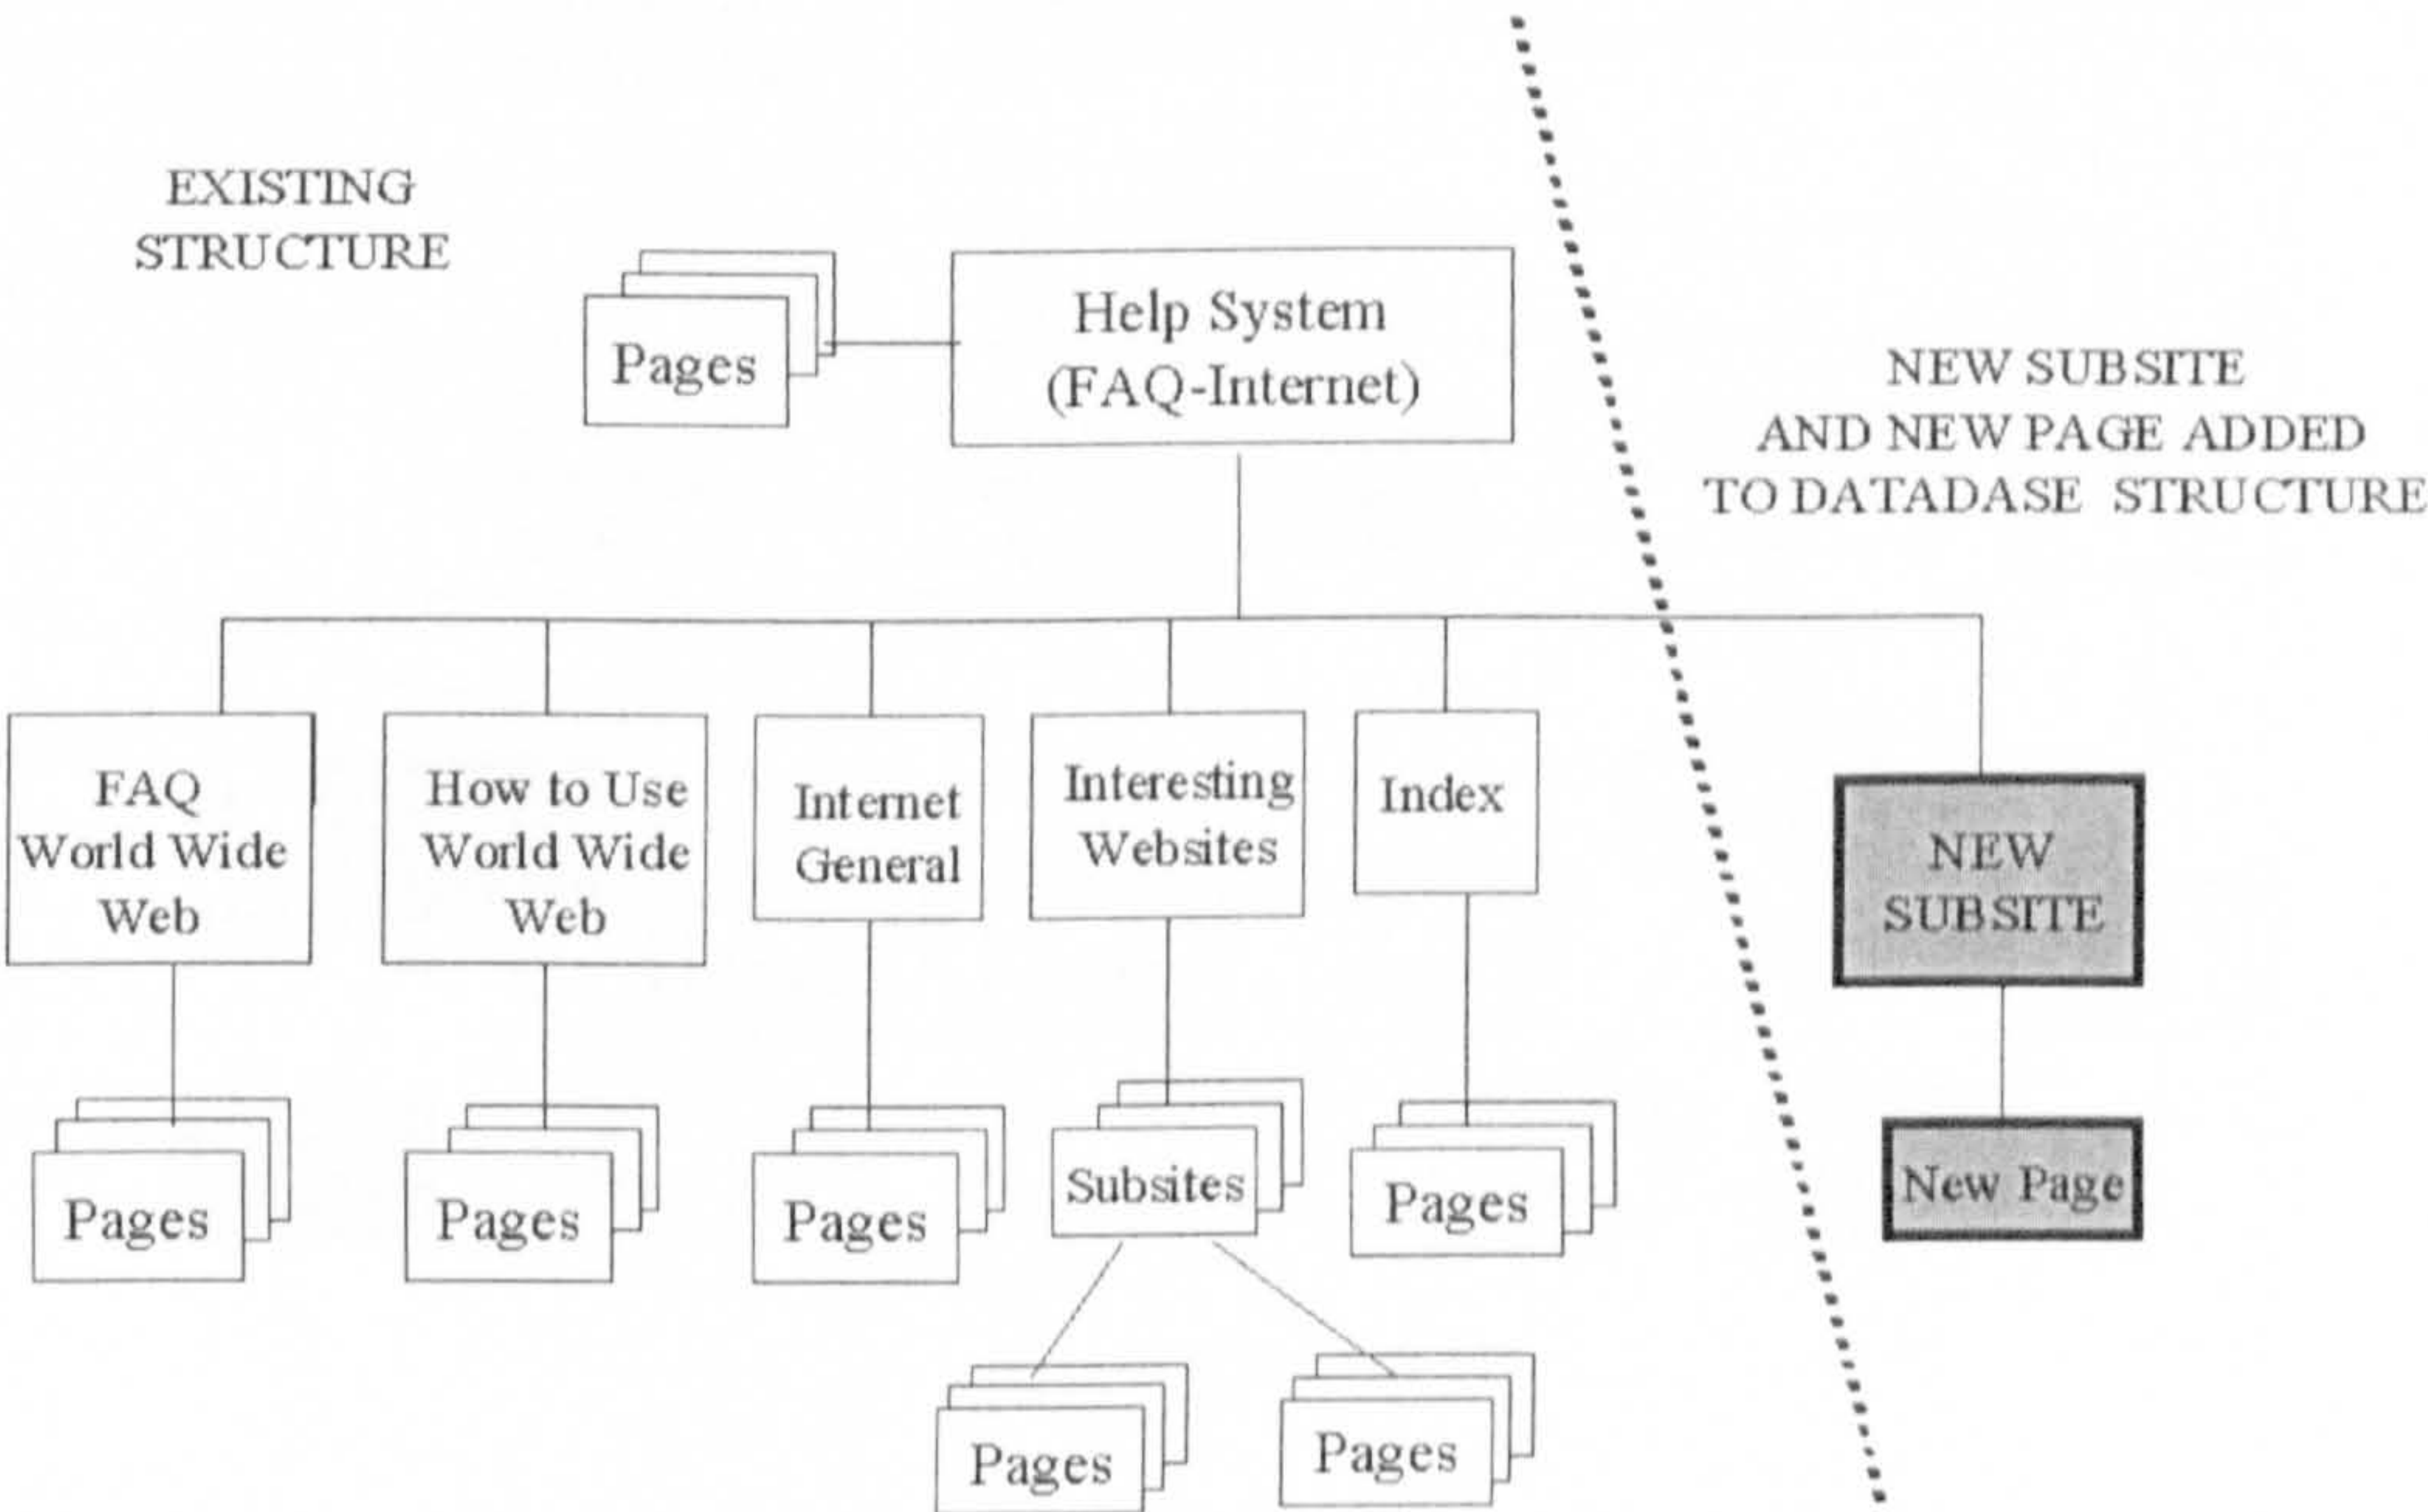 EXISTING
STRUCTURE
Pages
Help System
(FAQ-Internet)
NEW SUBSITE
AND NEW PAGE ADDED
TO DATADASE STRUCTURE
FAQ
World Wide
Web
How to Use
World Wide
Web
Internet
General
Interesting
Websites
Index
NEW
SUBSITE
Pages
Pages
Pages
Subsites
Pages
New Page
Pages
Pages